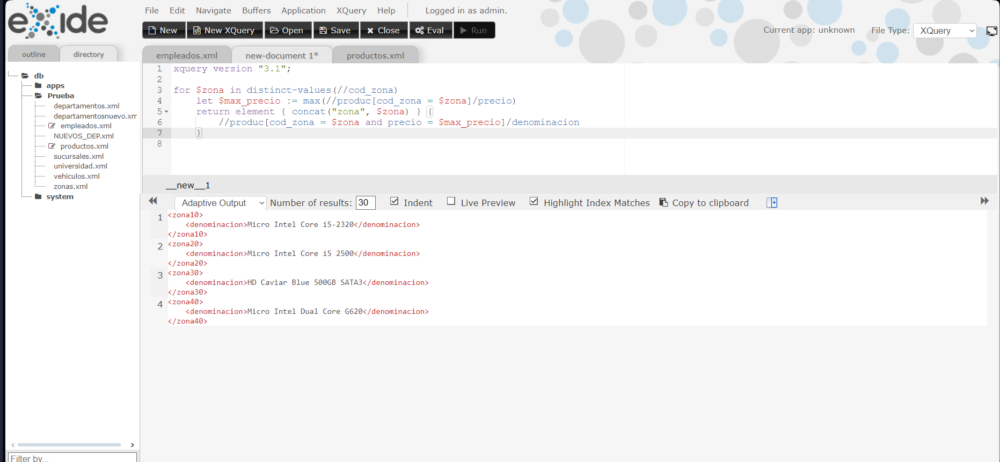 eXide
File Edit Navigate Buffers Application XQuery Help Logged in as admin.
New New XQuery Open Save Close Eval Run
Current app: unknown File Type: XQuery
outline directory
db
apps
Prueba
departamentos.xml
departamentosnuevo.xm
empleados.xml
NUEVOS_DEP.xml
productos.xml
sucursales.xml
universidad.xml
vehiculos.xml
zonas.xml
system
Filter by...
empleados.xml new-document 1* productos.xml
1 xquery version "3.1";
2
3 for $zona in distinct-values(//cod_zona)
4 let $max_precio := max(//produc[cod_zona = $zona]/precio)
5 return element { concat("zona", $zona) } {
6 //produc[cod_zona = $zona and precio = $max_precio]/denominacion
7 }
8
__new__1
Adaptive Output Number of results: 30 Indent Live Preview Highlight Index Matches Copy to clipboard
1 <zona10>
<denominacion>Micro Intel Core i5-2320</denominacion>
</zona10>
2 <zona20>
<denominacion>Micro Intel Core i5 2500</denominacion>
</zona20>
3 <zona30>
<denominacion>HD Caviar Blue 500GB SATA3</denominacion>
</zona30>
4 <zona40>
<denominacion>Micro Intel Dual Core G620</denominacion>
</zona40>